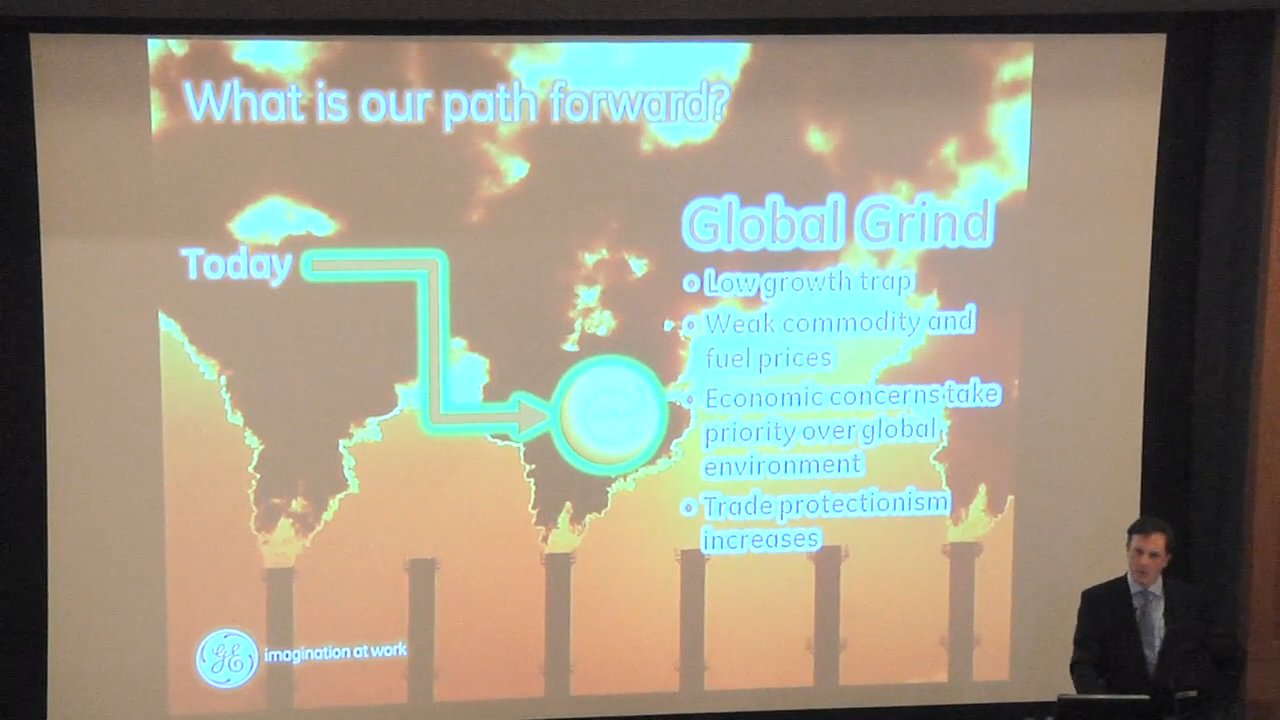 What is our path forward?
Global Grind
Today
• Low growth trap
• Weak commodity and
fuel prices
• Economic concerns take
priority over global
environment
• Trade protectionism
increases
GE
imagination at work